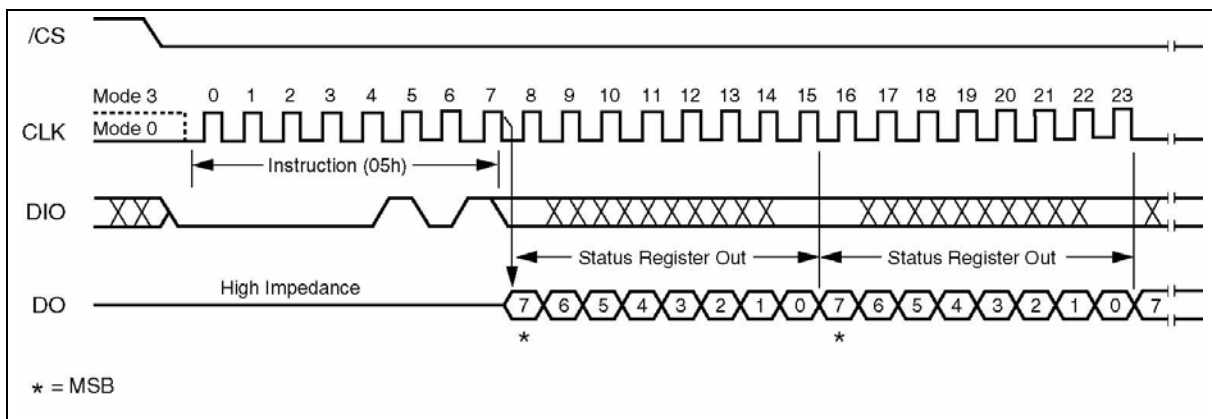 /CS
Mode 3
0 1 2 3 4 5 6 7 8 9 10 11 12 13 14 15 16 17 18 19 20 21 22 23
CLK
Mode 0
Instruction (05h)
DIO
Status Register Out Status Register Out
High Impedance
DO
7 6 5 4 3 2 1 0 7 6 5 4 3 2 1 0 7
* *
* = MSB